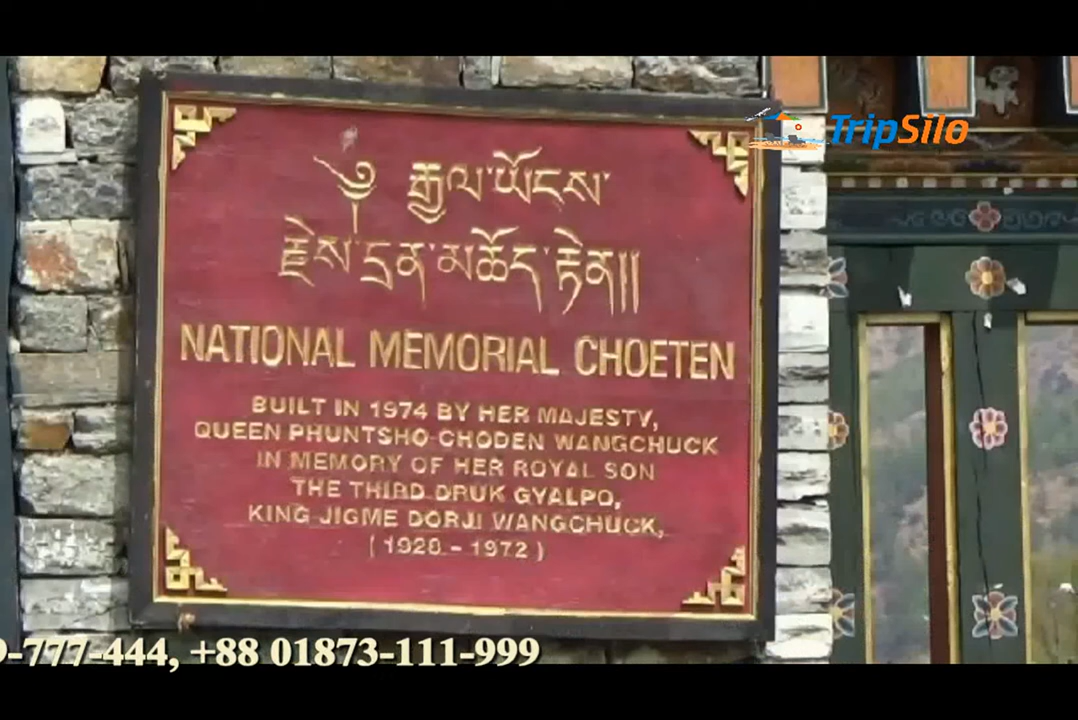 TripSilo
༄ རྒྱལ་ཡོངས་
རྗེས་དྲན་མཆོད་རྟེན།།
NATIONAL MEMORIAL CHOETEN
BUILT IN 1974 BY HER MAJESTY,
QUEEN PHUNTSHO CHODEN WANGCHUCK
IN MEMORY OF HER ROYAL SON
THE THIRD DRUK GYALPO,
KING JIGME DORJI WANGCHUCK,
(1928 - 1972)
-777-444, +88 01873-111-999